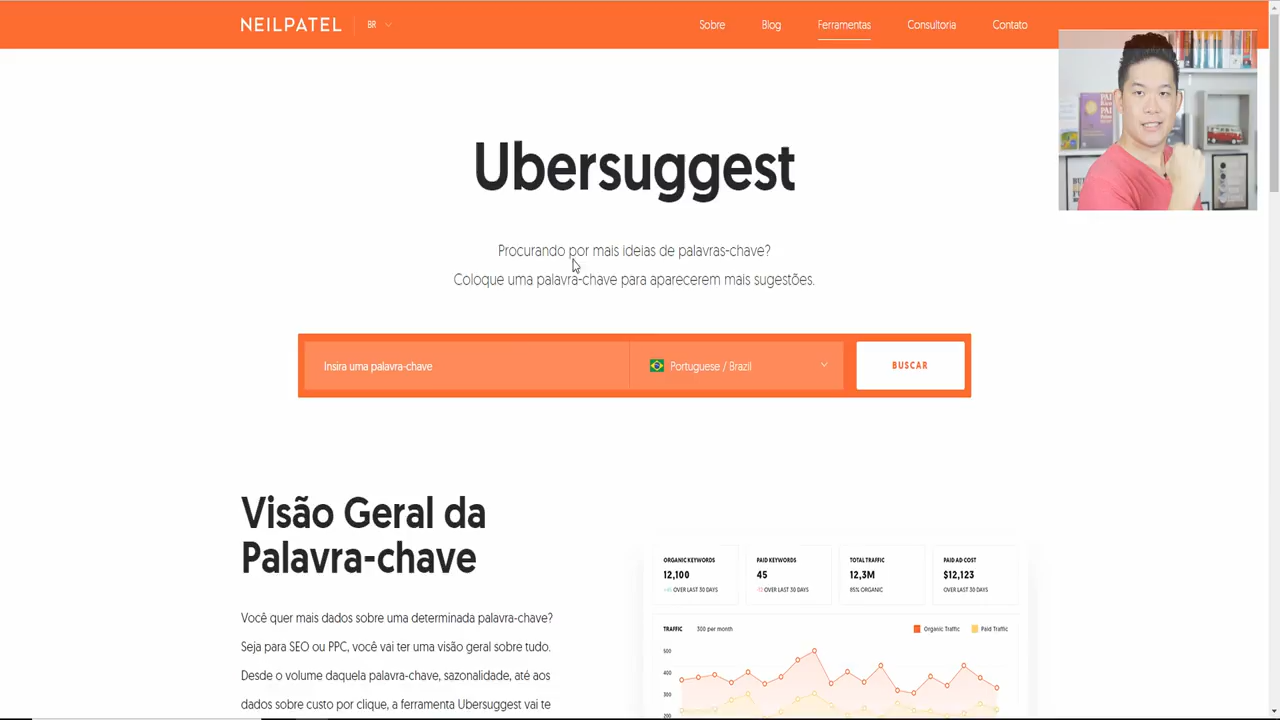 NEILPATEL
BR
Sobre
Blog
Ferramentas
Consultoria
Contato
Ubersuggest
Procurando por mais ideias de palavras-chave?
Coloque uma palavra-chave para aparecerem mais sugestões.
Insira uma palavra-chave
Portuguese / Brazil
BUSCAR
Visão Geral da
Palavra-chave
Você quer mais dados sobre uma determinada palavra-chave?
Seja para SEO ou PPC, você vai ter uma visão geral sobre tudo.
Desde o volume daquela palavra-chave, sazonalidade, até aos
dados sobre custo por clique, a ferramenta Ubersuggest vai te
ORGANIC KEYWORDS
12,100
OVER LAST 30 DAYS
PAID KEYWORDS
45
OVER LAST 30 DAYS
TOTAL TRAFFIC
12,3M
85% ORGANIC
PAID AD COST
$12,123
OVER LAST 30 DAYS
TRAFFIC
300 per month
Organic Traffic
Paid Traffic
500
400
300
200